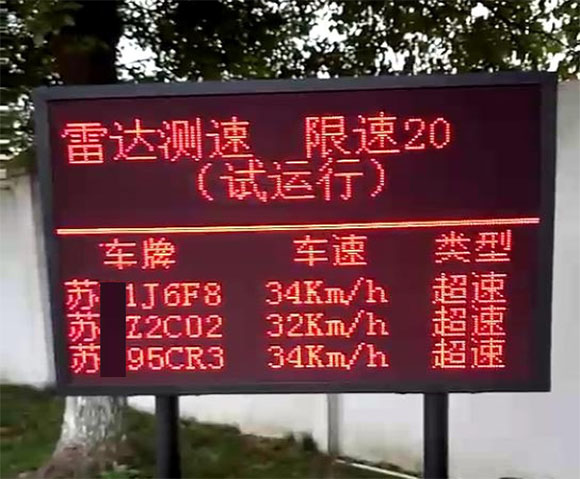 雷达测速 限速20
(试运行)
车牌 车速 类型
苏 1J6F8 34Km/h 超速
苏 Z2C02 32Km/h 超速
苏 95CR3 34Km/h 超速